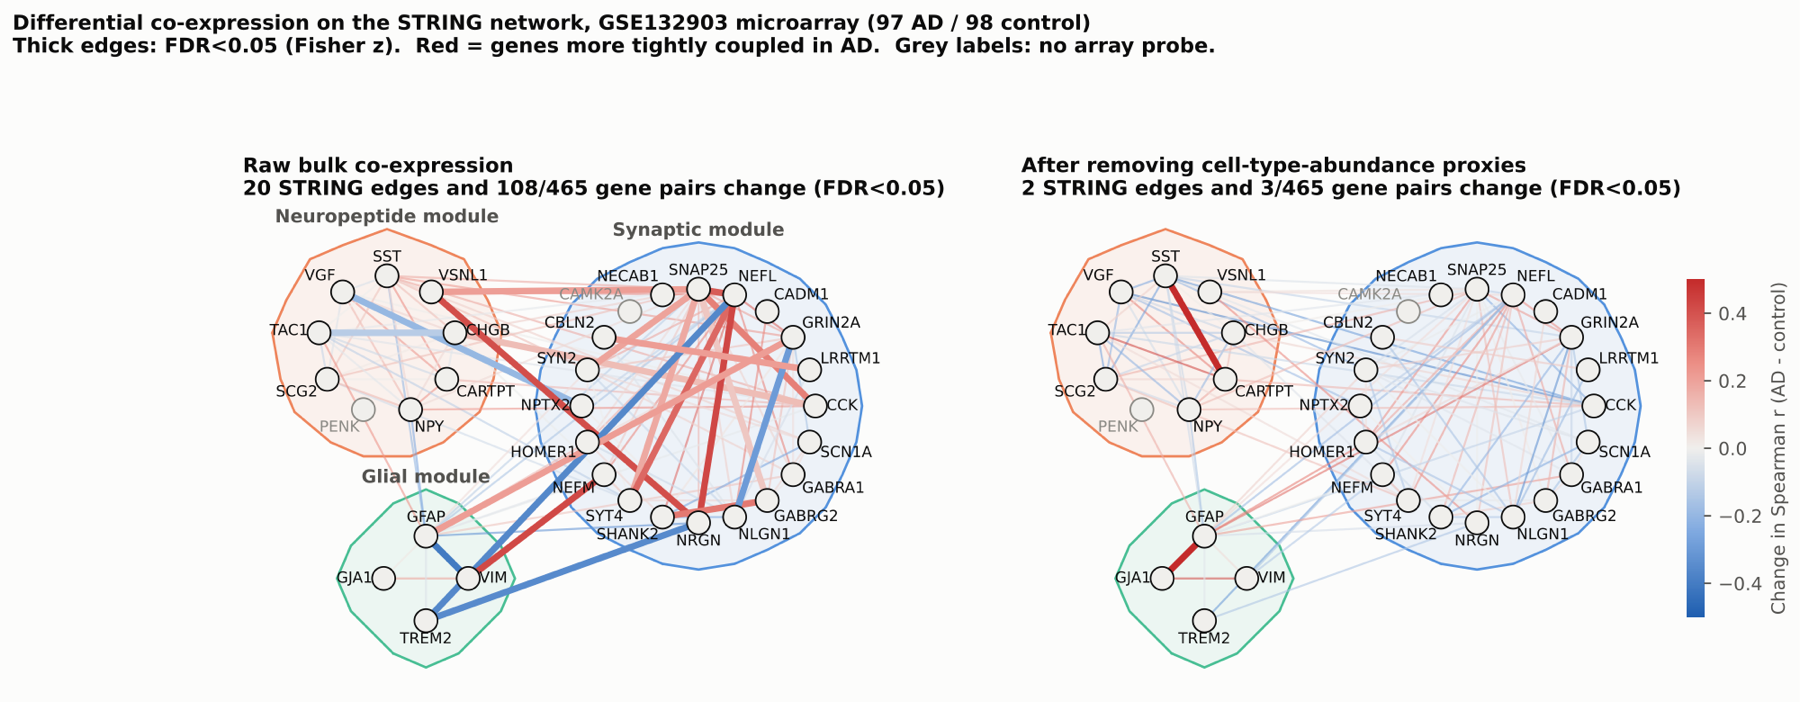 Differential co-expression on the STRING network, GSE132903 microarray (97 AD / 98 control)
Thick edges: FDR<0.05 (Fisher z).  Red = genes more tightly coupled in AD.  Grey labels: no array probe.
Raw bulk co-expression
20 STRING edges and 108/465 gene pairs change (FDR<0.05)
Neuropeptide module
Synaptic module
SST
VGF
VSNL1
TAC1
CHGB
SCG2
CARTPT
PENK
NPY
NECAB1
SNAP25
NEFL
CAMK2A
CADM1
CBLN2
GRIN2A
SYN2
LRRTM1
NPTX2
CCK
HOMER1
SCN1A
NEFM
GABRA1
SYT4
GABRG2
SHANK2
NRGN
NLGN1
Glial module
GFAP
GJA1
VIM
TREM2
After removing cell-type-abundance proxies
2 STRING edges and 3/465 gene pairs change (FDR<0.05)
SST
VGF
VSNL1
TAC1
CHGB
SCG2
CARTPT
PENK
NPY
NECAB1
SNAP25
NEFL
CAMK2A
CADM1
CBLN2
GRIN2A
SYN2
LRRTM1
NPTX2
CCK
HOMER1
SCN1A
NEFM
GABRA1
SYT4
GABRG2
SHANK2
NRGN
NLGN1
GFAP
GJA1
VIM
TREM2
0.4
0.2
0.0
−0.2
−0.4
Change in Spearman r (AD - control)